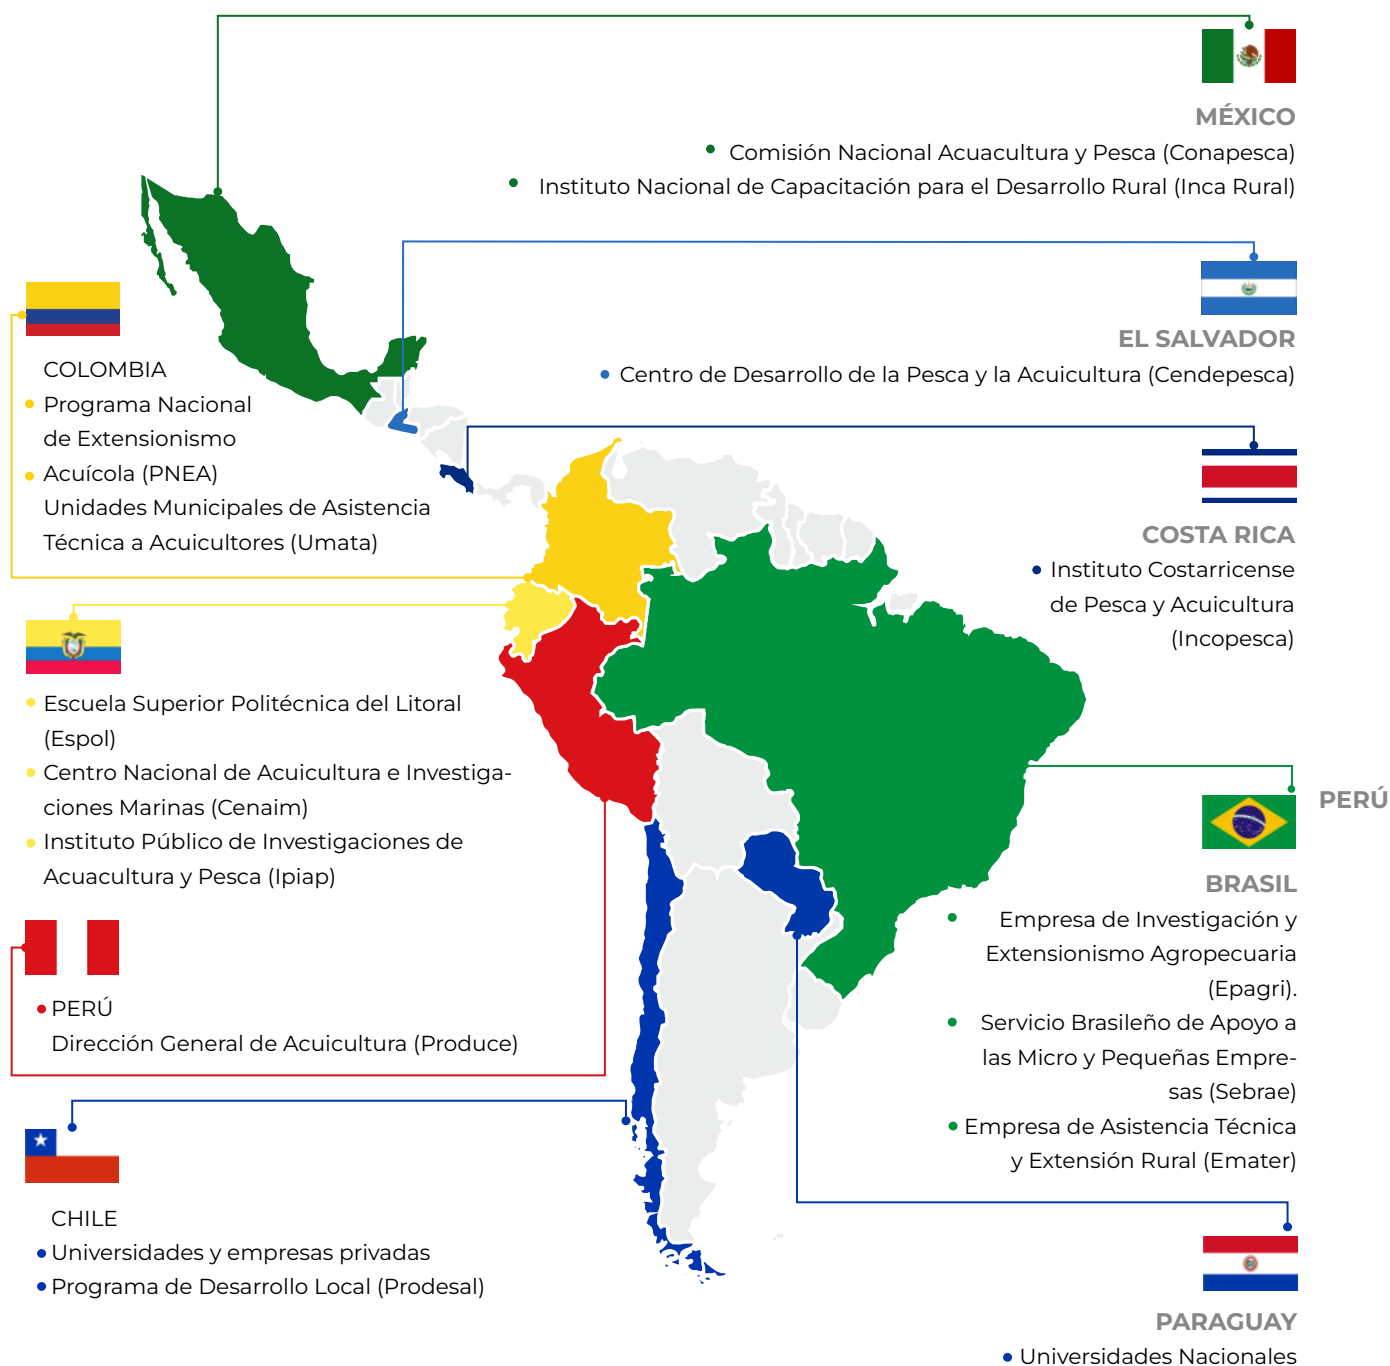 MÉXICO
Comisión Nacional Acuacultura y Pesca (Conapesca)
Instituto Nacional de Capacitación para el Desarrollo Rural (Inca Rural)
EL SALVADOR
Centro de Desarrollo de la Pesca y la Acuicultura (Cendepesca)
COLOMBIA
Programa Nacional
de Extensionismo
Acuícola (PNEA)
Unidades Municipales de Asistencia
Técnica a Acuicultores (Umata)
COSTA RICA
Instituto Costarricense
de Pesca y Acuicultura
(Incopesca)
Escuela Superior Politécnica del Litoral
(Espol)
Centro Nacional de Acuicultura e Investiga-
ciones Marinas (Cenaim)
Instituto Público de Investigaciones de
Acuacultura y Pesca (Ipiap)
PERÚ
BRASIL
Empresa de Investigación y
Extensionismo Agropecuaria
(Epagri).
Servicio Brasileño de Apoyo a
las Micro y Pequeñas Empre-
sas (Sebrae)
Empresa de Asistencia Técnica
y Extensión Rural (Emater)
PERÚ
Dirección General de Acuicultura (Produce)
CHILE
Universidades y empresas privadas
Programa de Desarrollo Local (Prodesal)
PARAGUAY
Universidades Nacionales